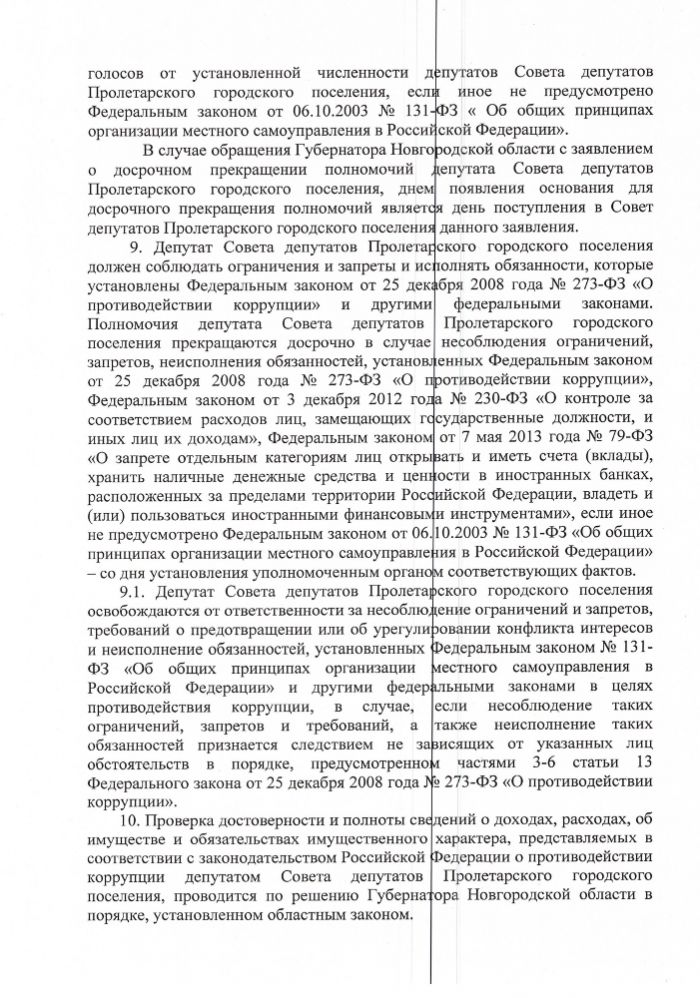 голосов от установленной численности депутатов Совета депутатов
Пролетарского городского поселения, если иное не предусмотрено
Федеральным законом от 06.10.2003 № 131-ФЗ « Об общих принципах
организации местного самоуправления в Российской Федерации».
В случае обращения Губернатора Новгородской области с заявлением
о досрочном прекращении полномочий депутата Совета депутатов
Пролетарского городского поселения, днем появления основания для
досрочного прекращения полномочий является день поступления в Совет
депутатов Пролетарского городского поселения данного заявления.
9. Депутат Совета депутатов Пролетарского городского поселения
должен соблюдать ограничения и запреты и исполнять обязанности, которые
установлены Федеральным законом от 25 декабря 2008 года № 273-ФЗ «О
противодействии коррупции» и другими федеральными законами.
Полномочия депутата Совета депутатов Пролетарского городского
поселения прекращаются досрочно в случае несоблюдения ограничений,
запретов, неисполнения обязанностей, установленных Федеральным законом
от 25 декабря 2008 года № 273-ФЗ «О противодействии коррупции»,
Федеральным законом от 3 декабря 2012 года № 230-ФЗ «О контроле за
соответствием расходов лиц, замещающих государственные должности, и
иных лиц их доходам», Федеральным законом от 7 мая 2013 года № 79-ФЗ
«О запрете отдельным категориям лиц открывать и иметь счета (вклады),
хранить наличные денежные средства и ценности в иностранных банках,
расположенных за пределами территории Российской Федерации, владеть и
(или) пользоваться иностранными финансовыми инструментами», если иное
не предусмотрено Федеральным законом от 06.10.2003 № 131-ФЗ «Об общих
принципах организации местного самоуправления в Российской Федерации»
– со дня установления уполномоченным органом соответствующих фактов.
9.1. Депутат Совета депутатов Пролетарского городского поселения
освобождаются от ответственности за несоблюдение ограничений и запретов,
требований о предотвращении или об урегулировании конфликта интересов
и неисполнение обязанностей, установленных Федеральным законом № 131-
ФЗ «Об общих принципах организации местного самоуправления в
Российской Федерации» и другими федеральными законами в целях
противодействия коррупции, в случае, если несоблюдение таких
ограничений, запретов и требований, а также неисполнение таких
обязанностей признается следствием не зависящих от указанных лиц
обстоятельств в порядке, предусмотренном частями 3-6 статьи 13
Федерального закона от 25 декабря 2008 года № 273-ФЗ «О противодействии
коррупции».
10. Проверка достоверности и полноты сведений о доходах, расходах, об
имуществе и обязательствах имущественного характера, представляемых в
соответствии с законодательством Российской Федерации о противодействии
коррупции депутатом Совета депутатов Пролетарского городского
поселения, проводится по решению Губернатора Новгородской области в
порядке, установленном областным законом.